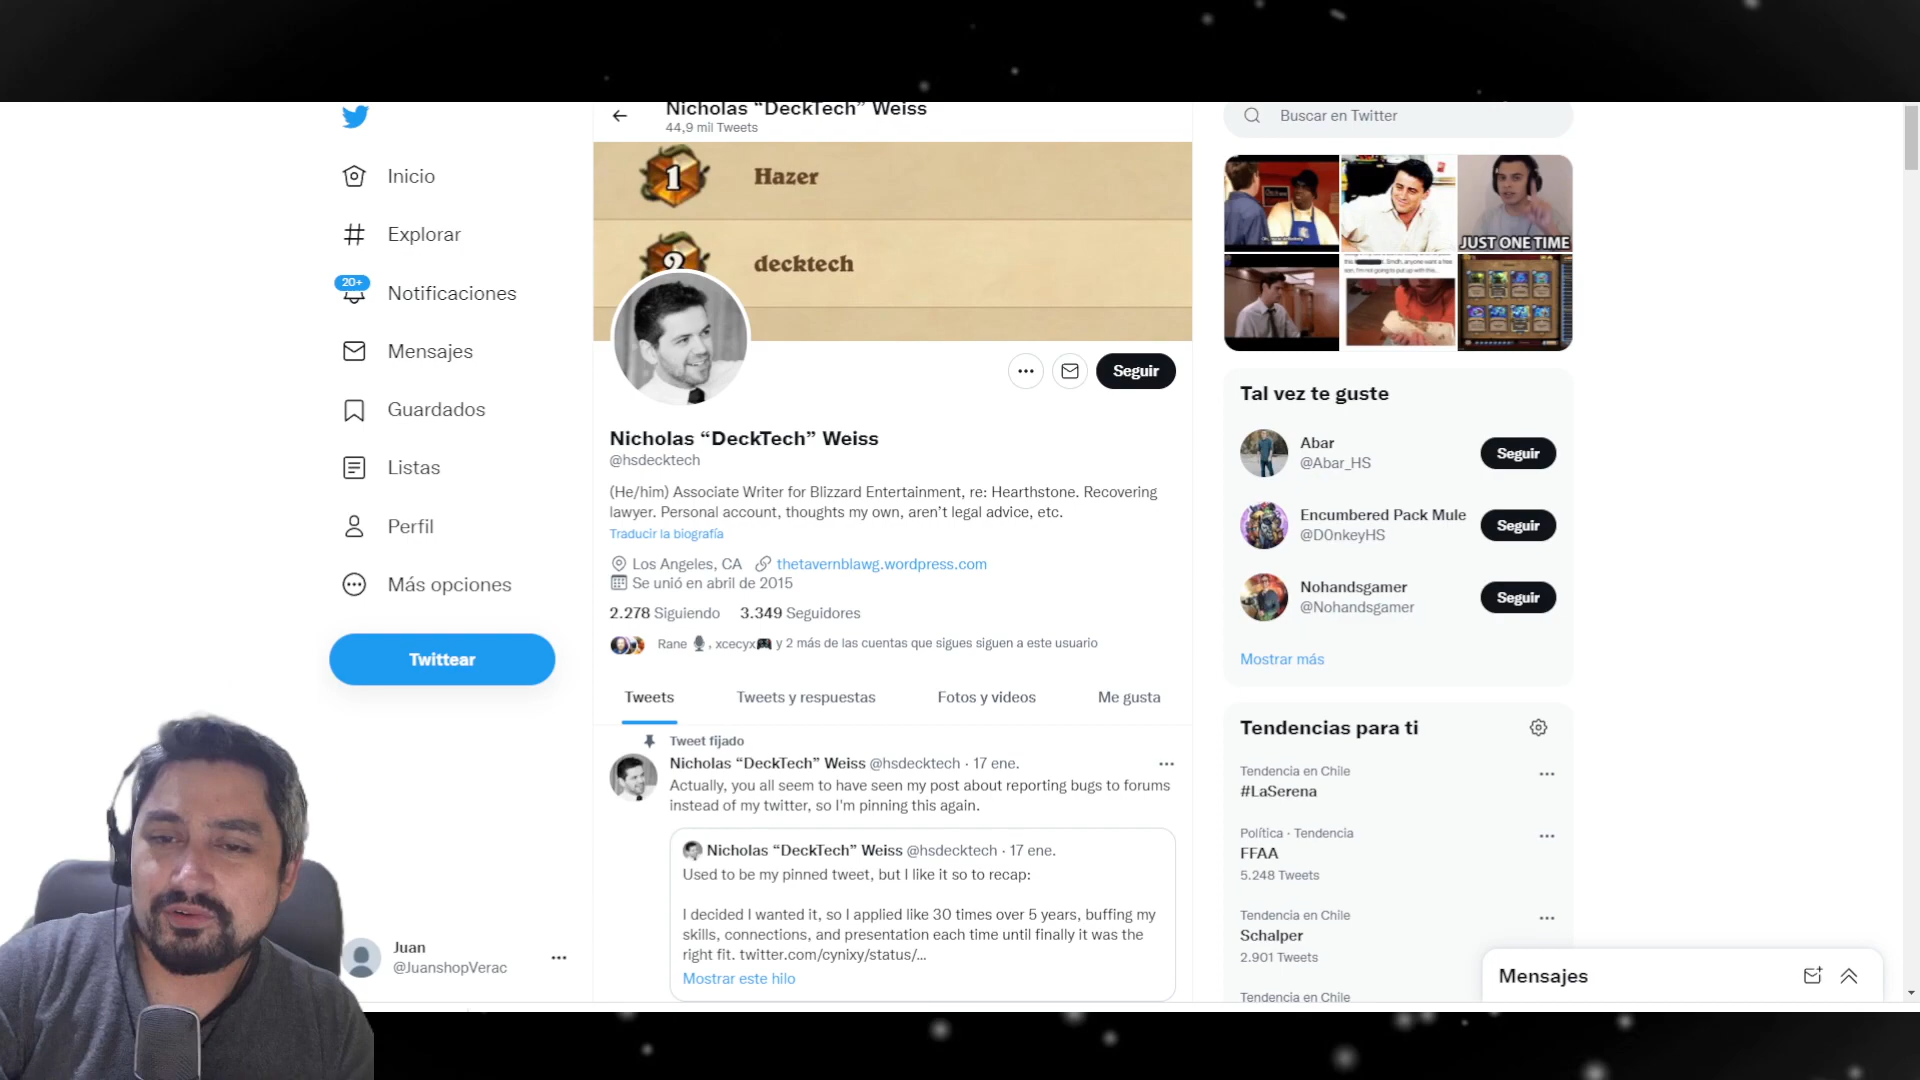 Nicholas “DeckTech” Weiss
44,9 mil Tweets
Buscar en Twitter
Inicio
Explorar
20+
Notificaciones
Mensajes
Guardados
Listas
Perfil
Más opciones
Twittear
Juan
@JuanshopVerac
1
Hazer
2
decktech
Seguir
Nicholas “DeckTech” Weiss
@hsdecktech
(He/him) Associate Writer for Blizzard Entertainment, re: Hearthstone. Recovering
lawyer. Personal account, thoughts my own, aren’t legal advice, etc.
Traducir la biografía
Los Angeles, CA thetavernblawg.wordpress.com
Se unió en abril de 2015
2.278 Siguiendo 3.349 Seguidores
Rane , xcecyx y 2 más de las cuentas que sigues siguen a este usuario
Tweets Tweets y respuestas Fotos y videos Me gusta
Tweet fijado
Nicholas “DeckTech” Weiss @hsdecktech · 17 ene.
Actually, you all seem to have seen my post about reporting bugs to forums
instead of my twitter, so I'm pinning this again.
Nicholas “DeckTech” Weiss @hsdecktech · 17 ene.
Used to be my pinned tweet, but I like it so to recap:
I decided I wanted it, so I applied like 30 times over 5 years, buffing my
skills, connections, and presentation each time until finally it was the
right fit. twitter.com/cynixy/status/...
Mostrar este hilo
JUST ONE TIME
Tal vez te guste
Abar
@Abar_HS
Seguir
Encumbered Pack Mule
@D0nkeyHS
Seguir
Nohandsgamer
@Nohandsgamer
Seguir
Mostrar más
Tendencias para ti
Tendencia en Chile
#LaSerena
Política · Tendencia
FFAA
5.248 Tweets
Tendencia en Chile
Schalper
2.901 Tweets
Tendencia en Chile
Mensajes